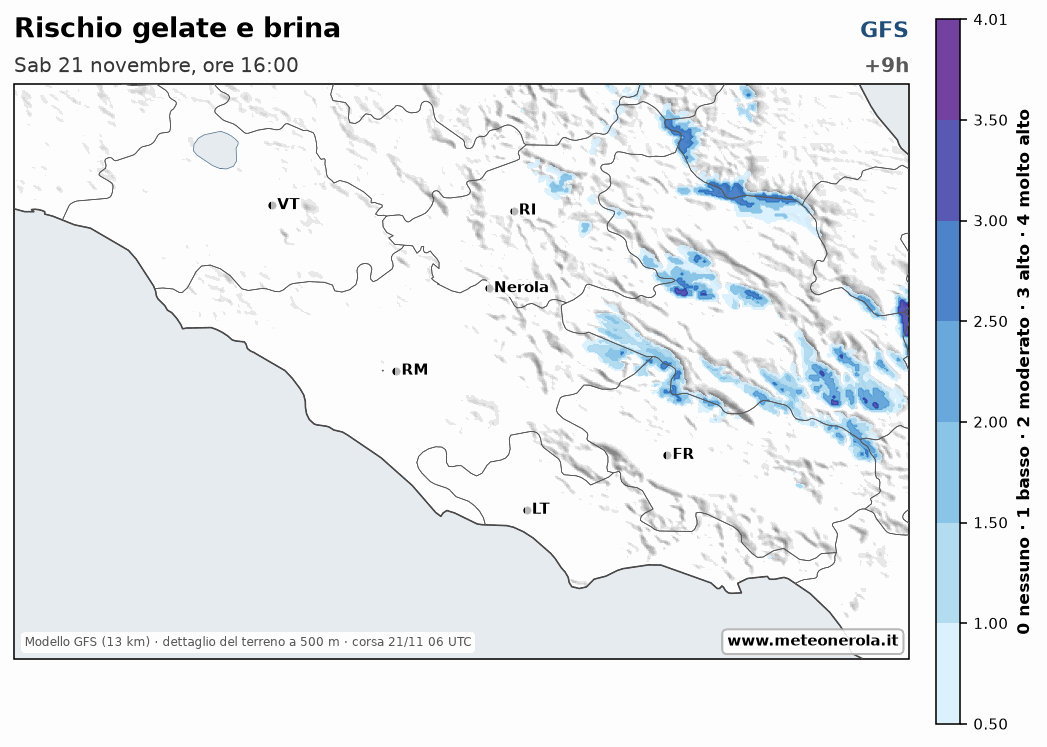 Rischio gelate e brina
GFS
Sab 21 novembre, ore 16:00
+9h
VT
RI
Nerola
RM
FR
LT
Modello GFS (13 km) · dettaglio del terreno a 500 m · corsa 21/11 06 UTC
www.meteonerola.it
4.01
3.50
3.00
2.50
2.00
1.50
1.00
0.50
0 nessuno · 1 basso · 2 moderato · 3 alto · 4 molto alto